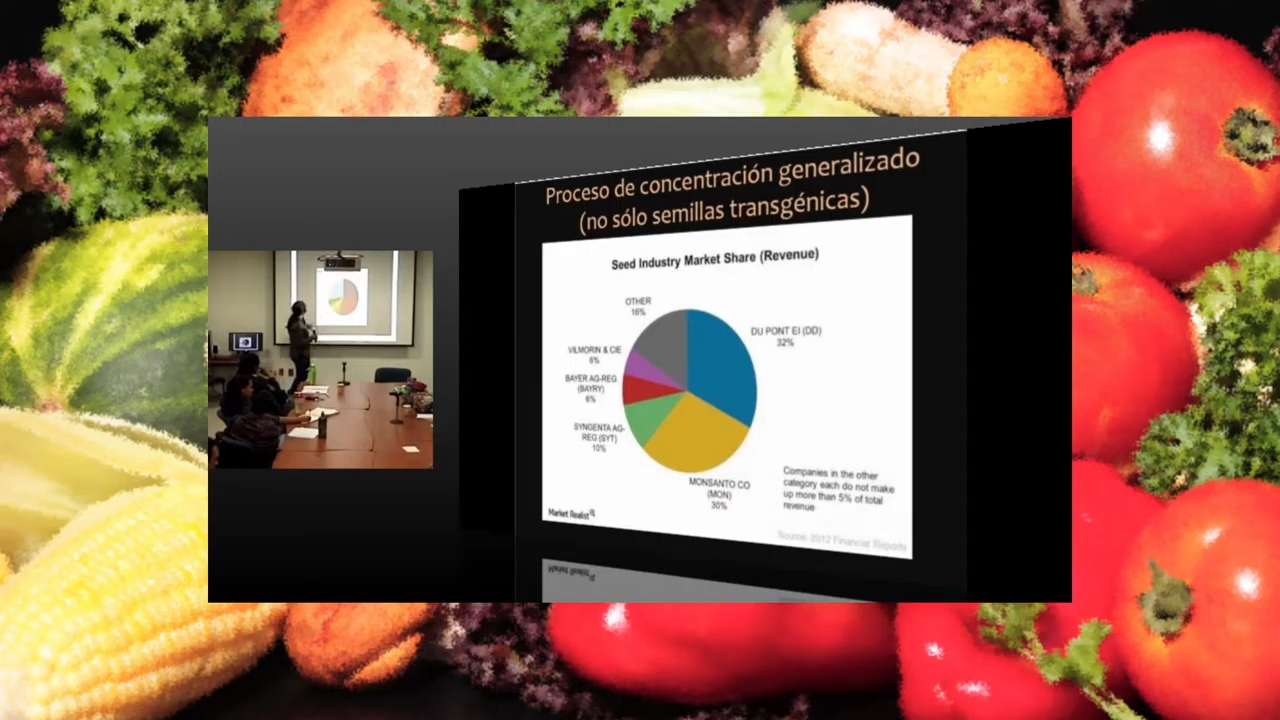 Proceso de concentración generalizado
(no sólo semillas transgénicas)
Seed Industry Market Share (Revenue)
OTHER
16%
DU PONT EI (DD)
32%
VILMORIN & CIE
6%
BAYER AG-REG
(BAYRY)
6%
SYNGENTA AG-
REG (SYT)
10%
MONSANTO CO
(MON)
30%
Companies in the other
category each do not make
up more than 5% of total
revenue
Market Realist
Source: 2012 Financial Reports